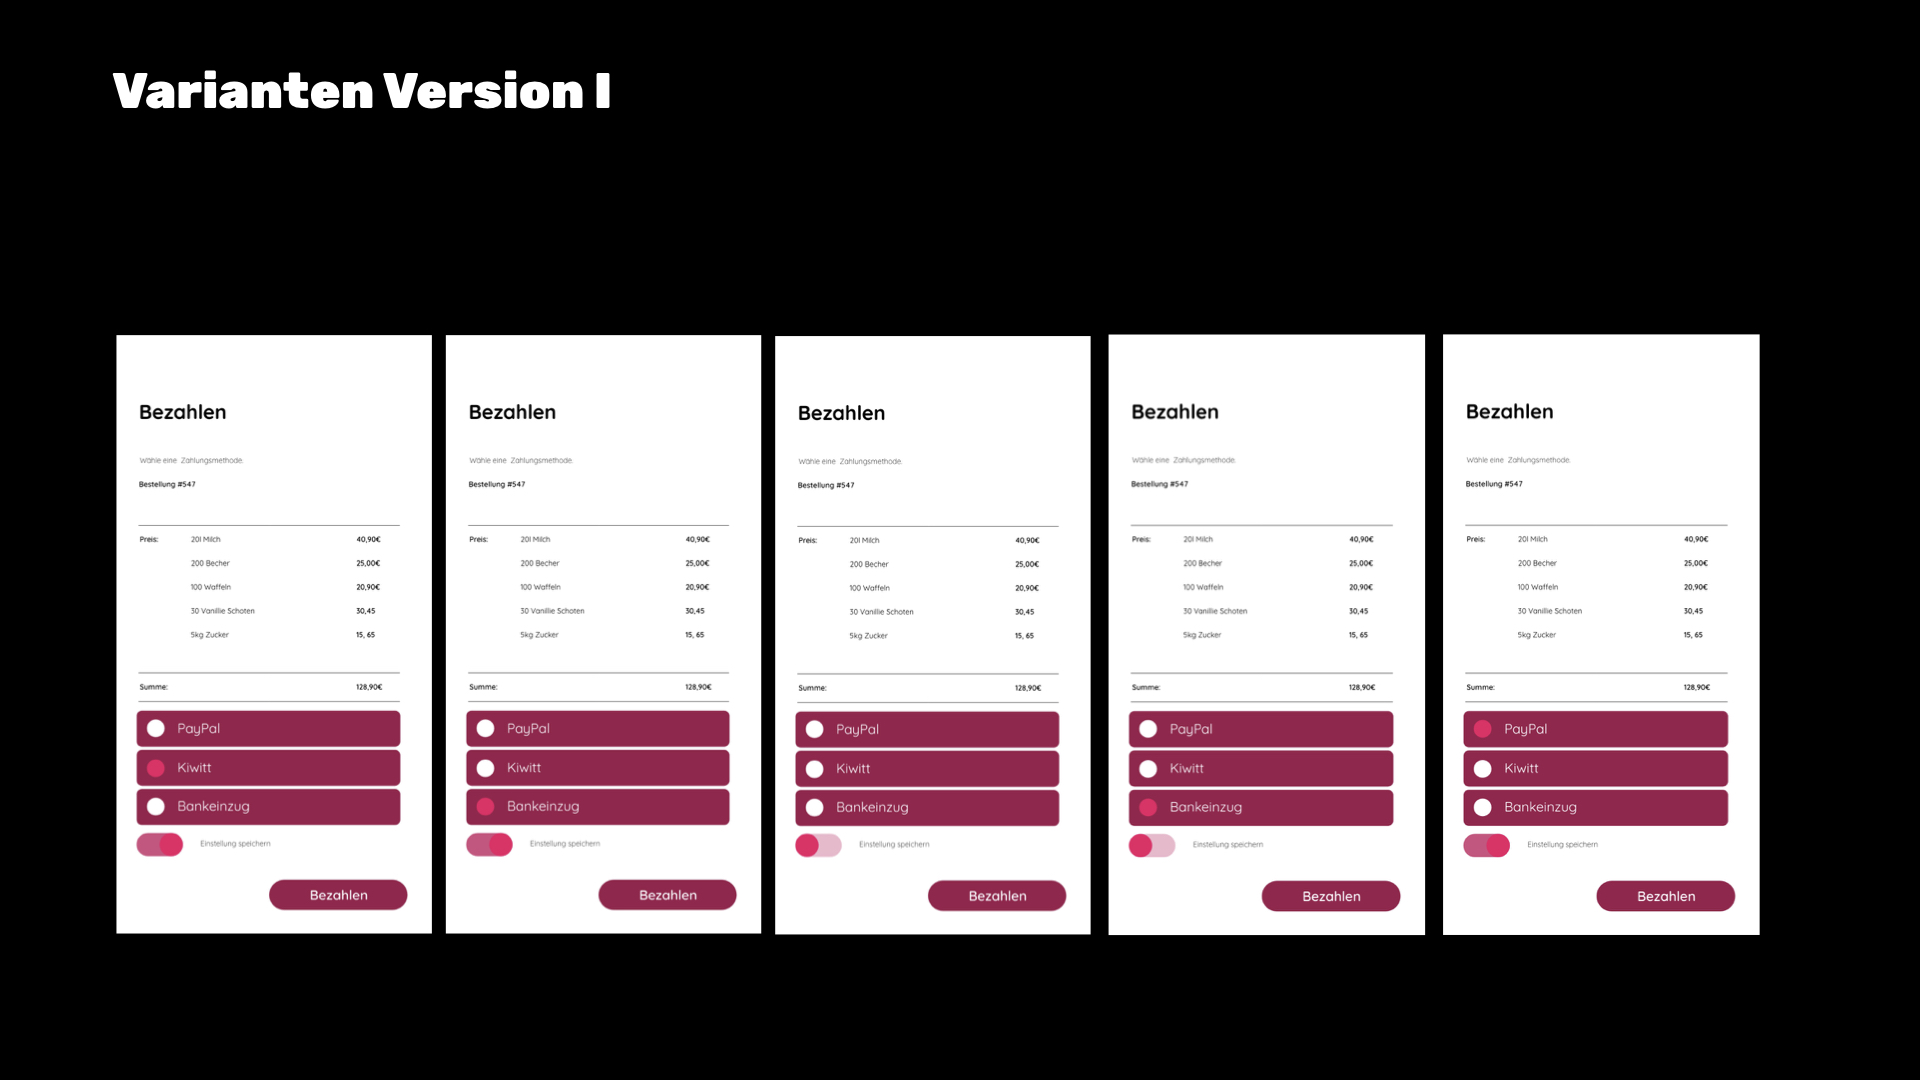 Varianten Version I
Bezahlen
Wähle eine Zahlungsmethode.
Bestellung #547
Preis: 20l Milch 40,90€
200 Becher 25,00€
100 Waffeln 20,90€
30 Vanillie Schoten 30,45
5kg Zucker 15, 65
Summe: 128,90€
PayPal
Kiwitt
Bankeinzug
Einstellung speichern
Bezahlen
Bezahlen
Wähle eine Zahlungsmethode.
Bestellung #547
Preis: 20l Milch 40,90€
200 Becher 25,00€
100 Waffeln 20,90€
30 Vanillie Schoten 30,45
5kg Zucker 15, 65
Summe: 128,90€
PayPal
Kiwitt
Bankeinzug
Einstellung speichern
Bezahlen
Bezahlen
Wähle eine Zahlungsmethode.
Bestellung #547
Preis: 20l Milch 40,90€
200 Becher 25,00€
100 Waffeln 20,90€
30 Vanillie Schoten 30,45
5kg Zucker 15, 65
Summe: 128,90€
PayPal
Kiwitt
Bankeinzug
Einstellung speichern
Bezahlen
Bezahlen
Wähle eine Zahlungsmethode.
Bestellung #547
Preis: 20l Milch 40,90€
200 Becher 25,00€
100 Waffeln 20,90€
30 Vanillie Schoten 30,45
5kg Zucker 15, 65
Summe: 128,90€
PayPal
Kiwitt
Bankeinzug
Einstellung speichern
Bezahlen
Bezahlen
Wähle eine Zahlungsmethode.
Bestellung #547
Preis: 20l Milch 40,90€
200 Becher 25,00€
100 Waffeln 20,90€
30 Vanillie Schoten 30,45
5kg Zucker 15, 65
Summe: 128,90€
PayPal
Kiwitt
Bankeinzug
Einstellung speichern
Bezahlen